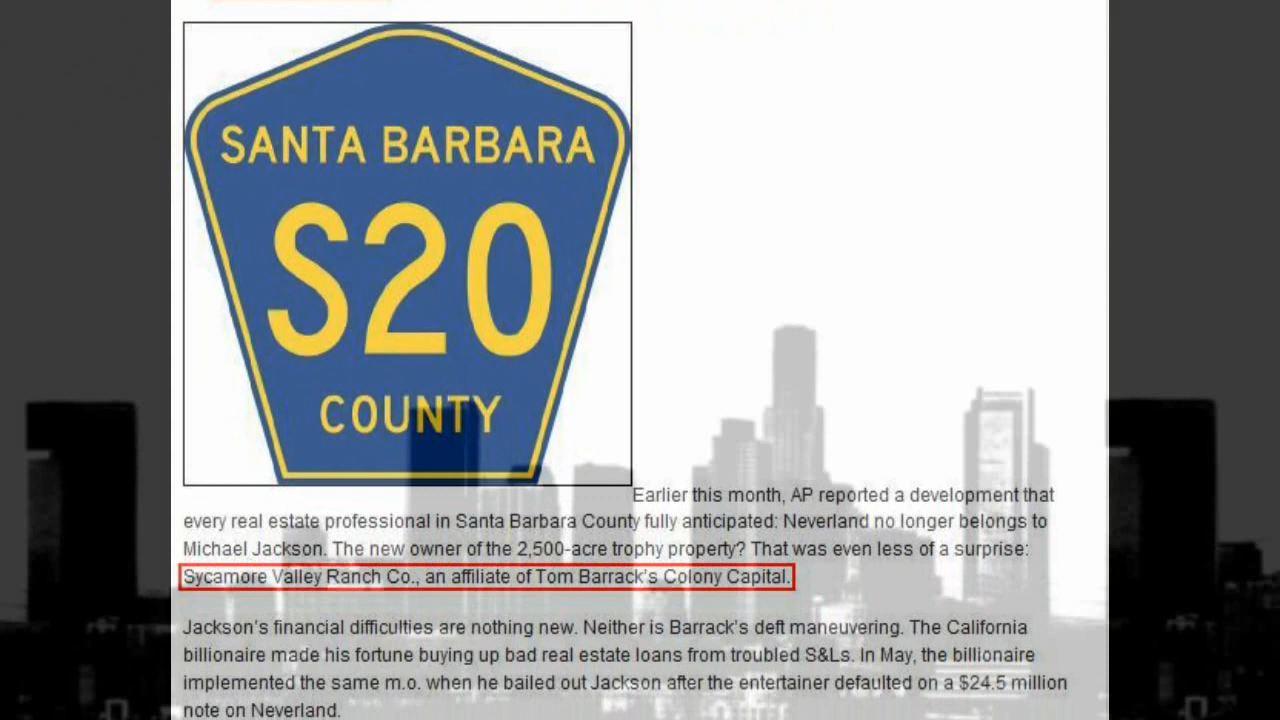 SANTA BARBARA
S20
COUNTY
Earlier this month, AP reported a development that
every real estate professional in Santa Barbara County fully anticipated: Neverland no longer belongs to
Michael Jackson. The new owner of the 2,500-acre trophy property? That was even less of a surprise:
Sycamore Valley Ranch Co., an affiliate of Tom Barrack's Colony Capital.
Jackson's financial difficulties are nothing new. Neither is Barrack's deft maneuvering. The California
billionaire made his fortune buying up bad real estate loans from troubled S&Ls. In May, the billionaire
implemented the same m.o. when he bailed out Jackson after the entertainer defaulted on a $24.5 million
note on Neverland.